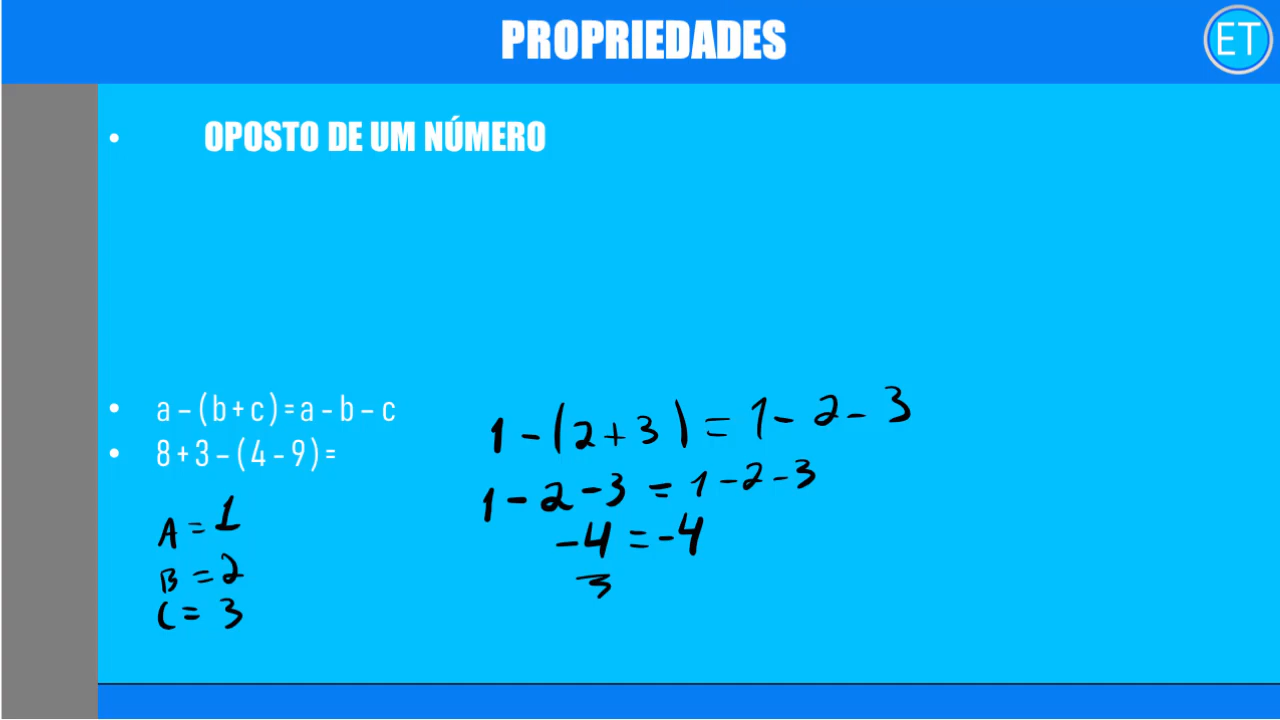 PROPRIEDADES
ET
• OPOSTO DE UM NÚMERO
• a – (b + c) = a - b – c
• 8 + 3 – (4 - 9) =
1 - (2 + 3) = 1 - 2 - 3
1 - 2 - 3 = 1 - 2 - 3
-4 = -4
3
A = 1
B = 2
C = 3